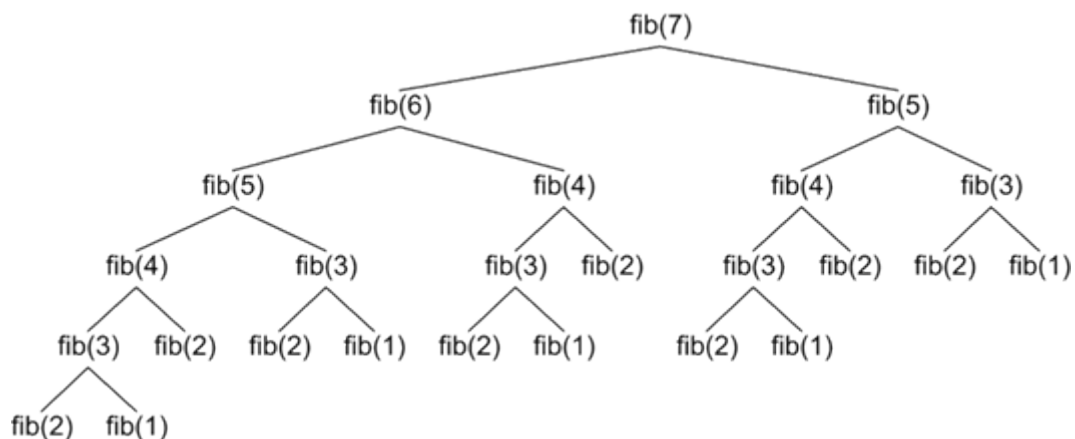 fib(7)
fib(6) fib(5)
fib(5) fib(4) fib(4) fib(3)
fib(4) fib(3) fib(3) fib(2) fib(3) fib(2) fib(2) fib(1)
fib(3) fib(2) fib(2) fib(1) fib(2) fib(1) fib(2) fib(1)
fib(2) fib(1)